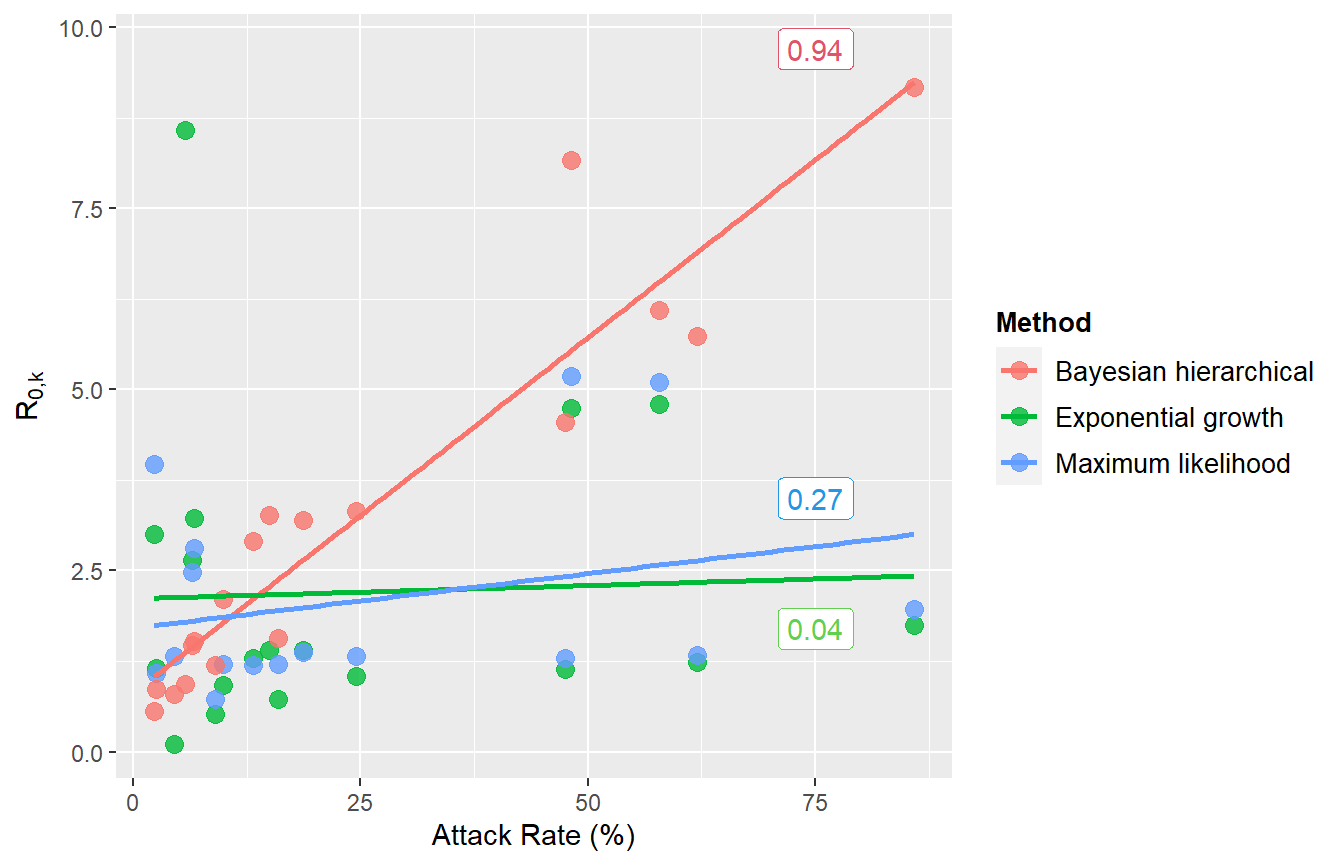 10.0
7.5
5.0
2.5
0.0
R0,k
0.94
0.27
0.04
0
25
50
75
Attack Rate (%)
Method
Bayesian hierarchical
Exponential growth
Maximum likelihood